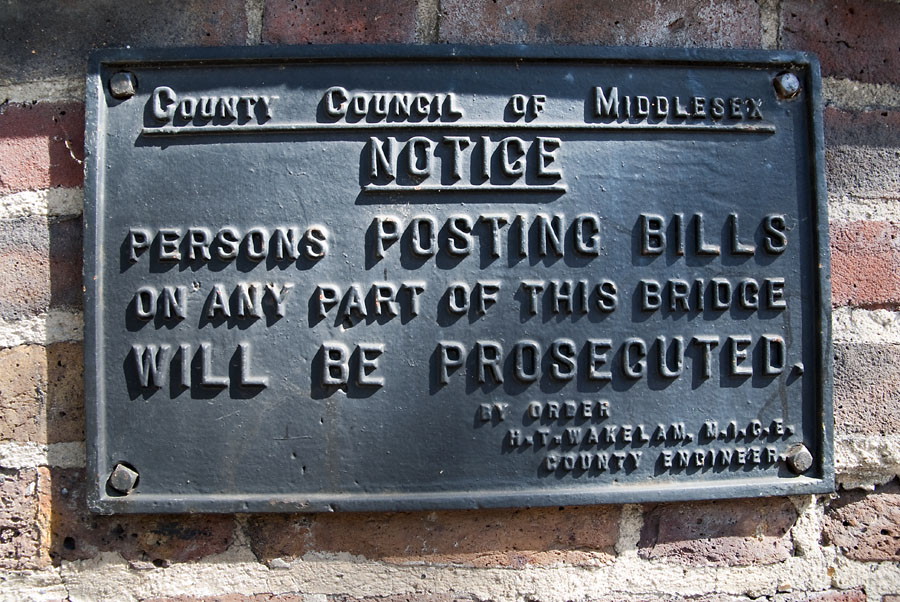 COUNTY COUNCIL OF MIDDLESEX
NOTICE
PERSONS POSTING BILLS
ON ANY PART OF THIS BRIDGE
WILL BE PROSECUTED.
BY ORDER
H.T. WAKELAM. M.I.C.E.
COUNTY ENGINEER.